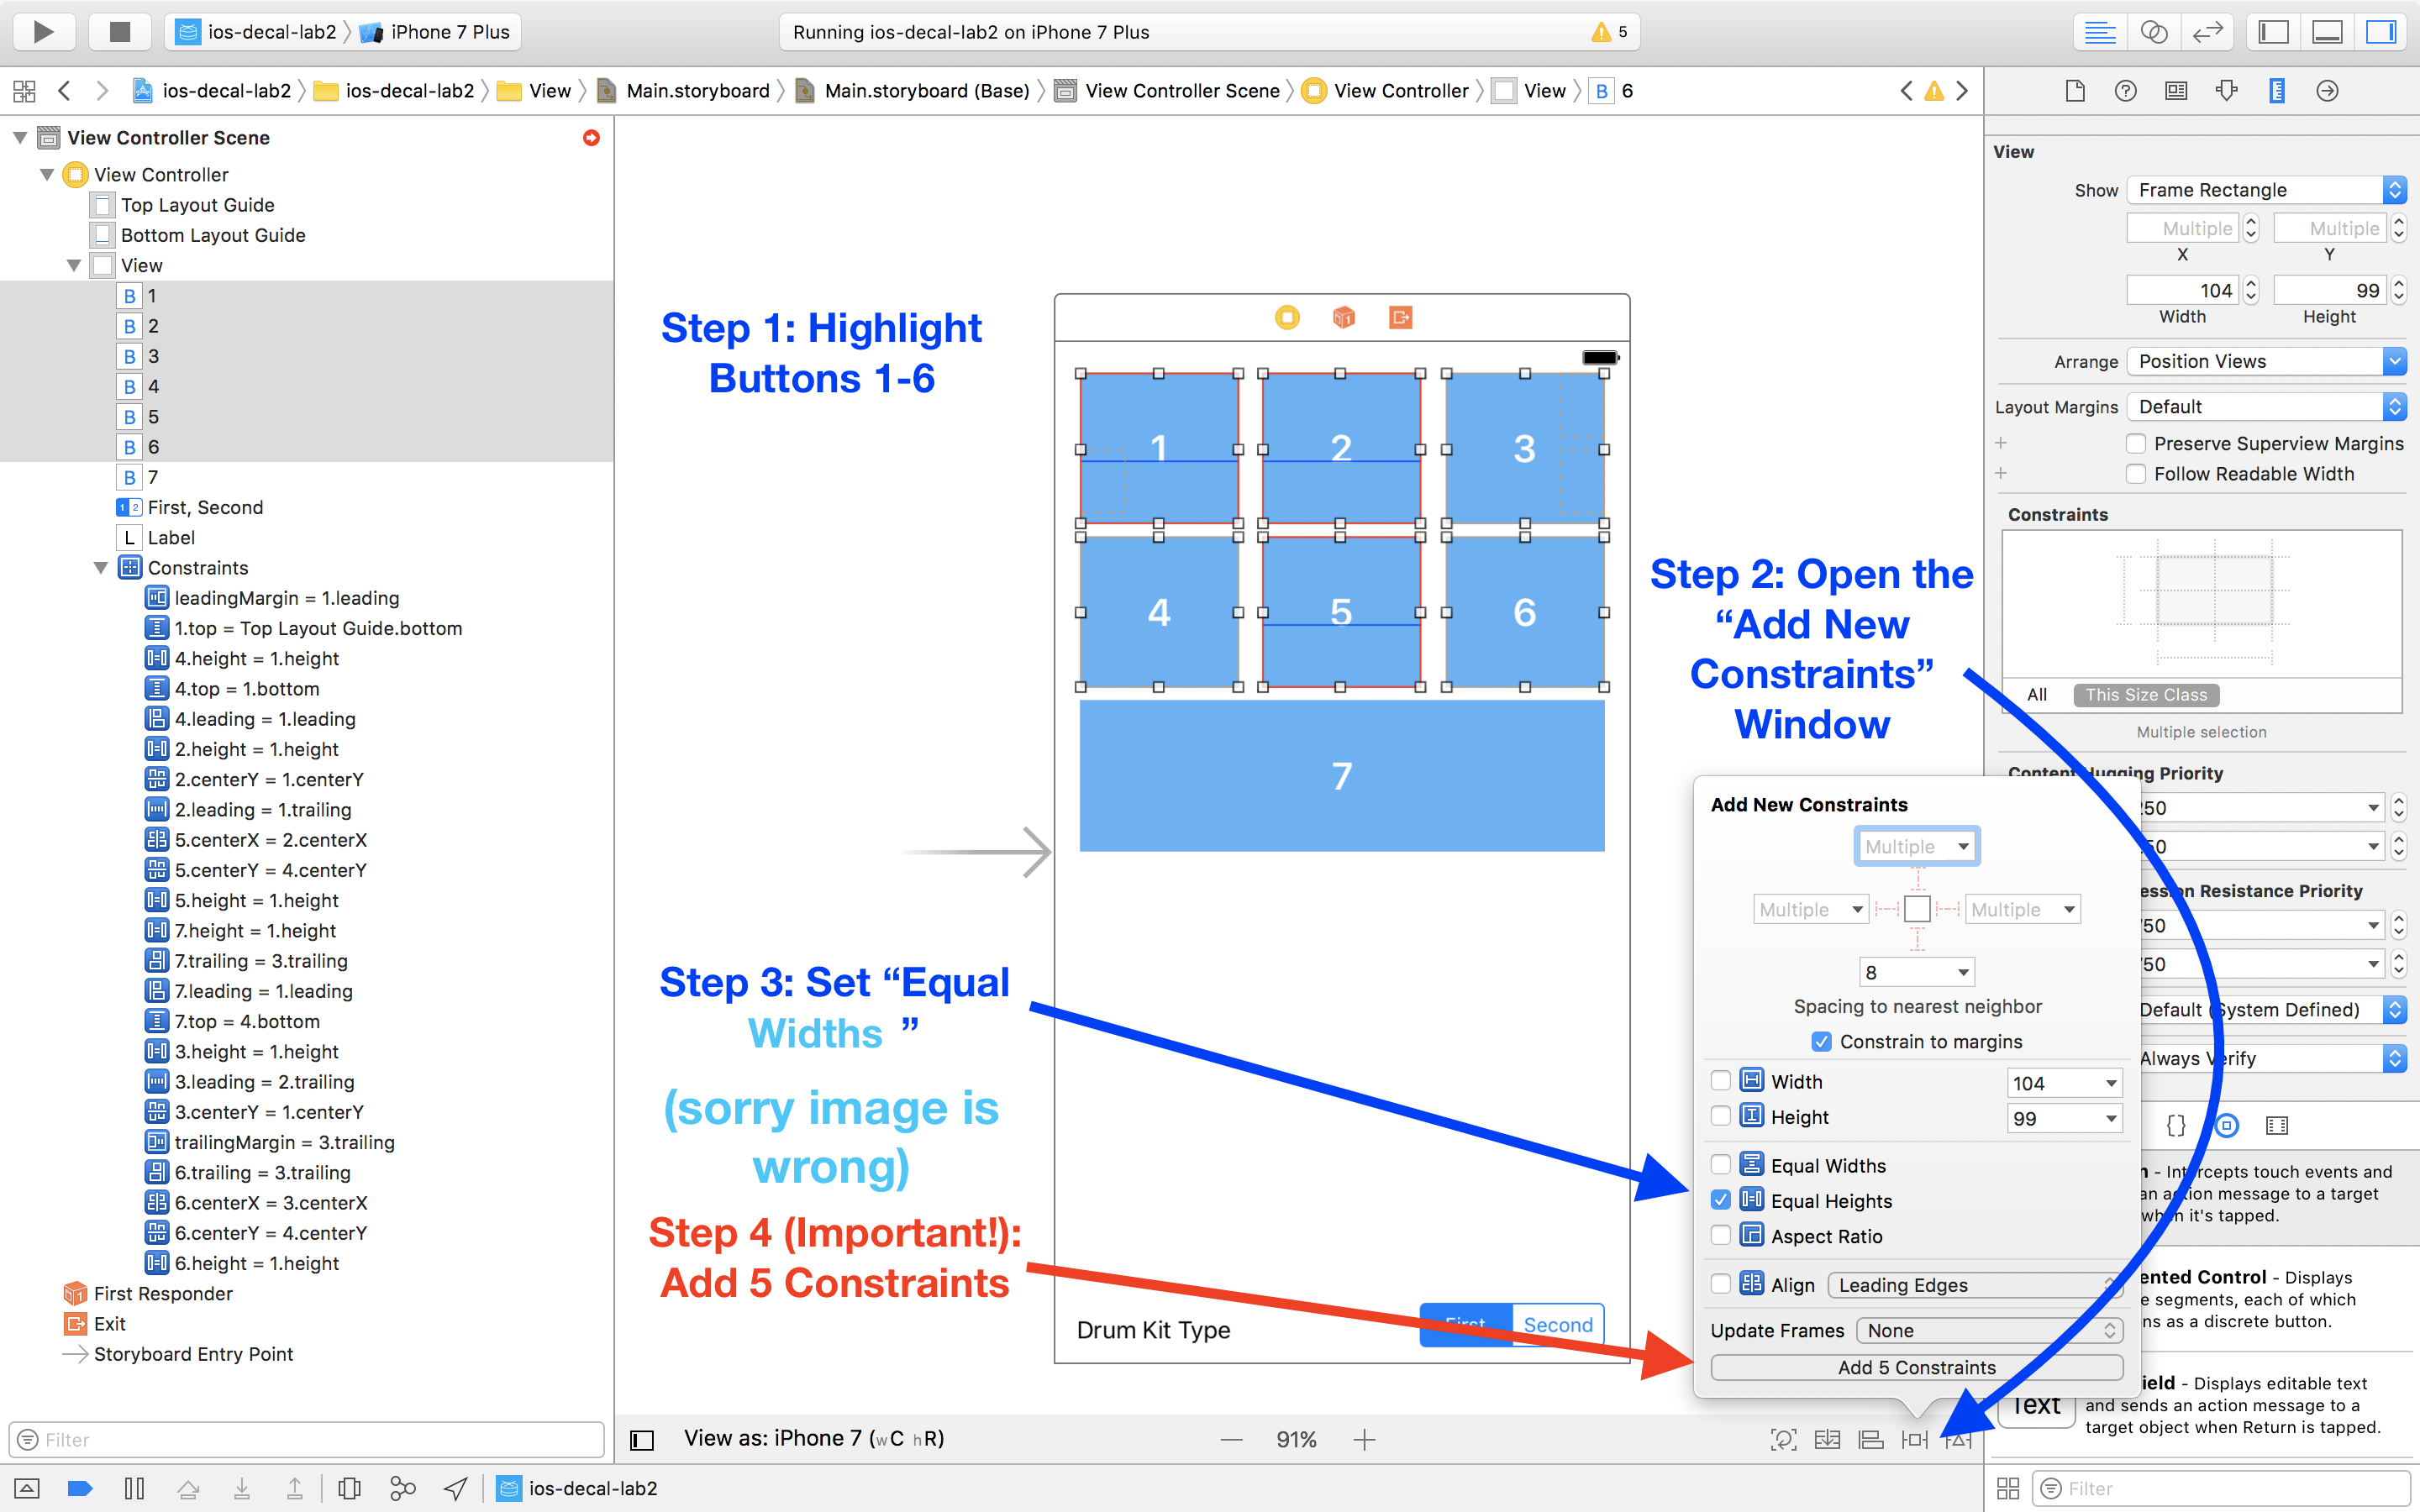 ios-decal-lab2 iPhone 7 Plus
Running ios-decal-lab2 on iPhone 7 Plus 5
ios-decal-lab2 ios-decal-lab2 View Main.storyboard Main.storyboard (Base) View Controller Scene View Controller View B 6
View Controller Scene
View Controller
Top Layout Guide
Bottom Layout Guide
View
B 1
B 2
B 3
B 4
B 5
B 6
B 7
1 2 First, Second
L Label
Constraints
leadingMargin = 1.leading
1.top = Top Layout Guide.bottom
4.height = 1.height
4.top = 1.bottom
4.leading = 1.leading
2.height = 1.height
2.centerY = 1.centerY
2.leading = 1.trailing
5.centerX = 2.centerX
5.centerY = 4.centerY
5.height = 1.height
7.height = 1.height
7.trailing = 3.trailing
7.leading = 1.leading
7.top = 4.bottom
3.height = 1.height
3.leading = 2.trailing
3.centerY = 1.centerY
trailingMargin = 3.trailing
6.trailing = 3.trailing
6.centerX = 3.centerX
6.centerY = 4.centerY
6.height = 1.height
First Responder
Exit
Storyboard Entry Point
Filter
Step 1: Highlight
Buttons 1-6
1 2 3
4 5 6
7
Step 2: Open the
“Add New
Constraints”
Window
Step 3: Set “Equal
Widths ”
(sorry image is
wrong)
Step 4 (Important!):
Add 5 Constraints
Drum Kit Type First Second
View as: iPhone 7 (wC hR) 91%
ios-decal-lab2
Add New Constraints
Multiple
Multiple Multiple
8
Spacing to nearest neighbor
Constrain to margins
Width 104
Height 99
Equal Widths
Equal Heights
Aspect Ratio
Align Leading Edges
Update Frames None
Add 5 Constraints
View
Show Frame Rectangle
Multiple Multiple
X Y
104 99
Width Height
Arrange Position Views
Layout Margins Default
Preserve Superview Margins
Follow Readable Width
Constraints
All This Size Class
Multiple selection
Content Hugging Priority
50
50
ession Resistance Priority
50
50
Default (System Defined)
Always Verify
{}
n - Intercepts touch events and
an action message to a target
when it's tapped.
ented Control - Displays
e segments, each of which
ns as a discrete button.
Text ield - Displays editable text
and sends an action message to a
target object when Return is tapped.
Filter